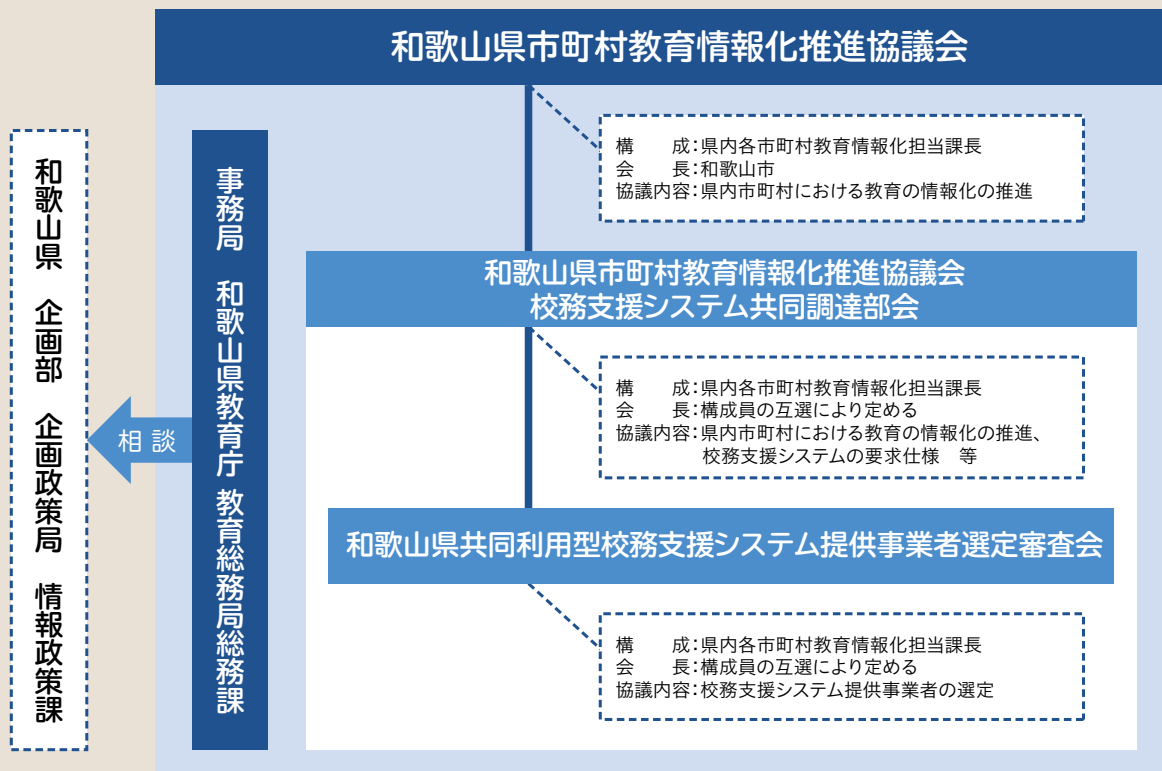 和歌山県市町村教育情報化推進協議会
構　　成：県内各市町村教育情報化担当課長
会　　長：和歌山市
協議内容：県内市町村における教育の情報化の推進
和歌山県市町村教育情報化推進協議会
校務支援システム共同調達部会
構　　成：県内各市町村教育情報化担当課長
会　　長：構成員の互選により定める
協議内容：県内市町村における教育の情報化の推進、
校務支援システムの要求仕様　等
和歌山県共同利用型校務支援システム提供事業者選定審査会
構　　成：県内各市町村教育情報化担当課長
会　　長：構成員の互選により定める
協議内容：校務支援システム提供事業者の選定
事務局　和歌山県教育庁 教育総務局総務課
相 談
和歌山県　企画部　企画政策局　情報政策課